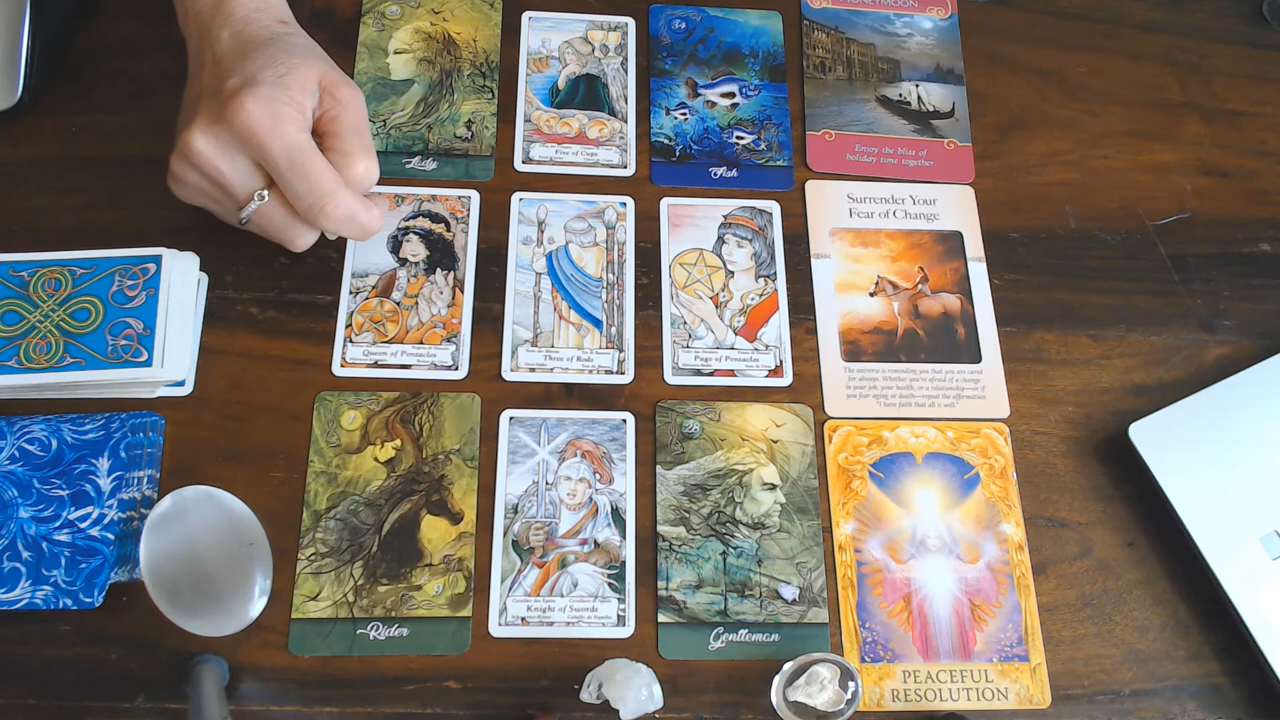 HONEYMOON
Lady
Five of Cups
34
Fish
Enjoy the bliss of
holiday time together
Surrender Your
Fear of Change
Queen of Pentacles
Three of Rods
Page of Pentacles
The universe is reminding you that you are cared
for always. Whether you're afraid of a change
in your job, your health, or a relationship—or if
you fear aging or death—repeat the affirmation
"I have faith that all is well."
1
28
9
Rider
Knight of Swords
Gentleman
PEACEFUL
RESOLUTION